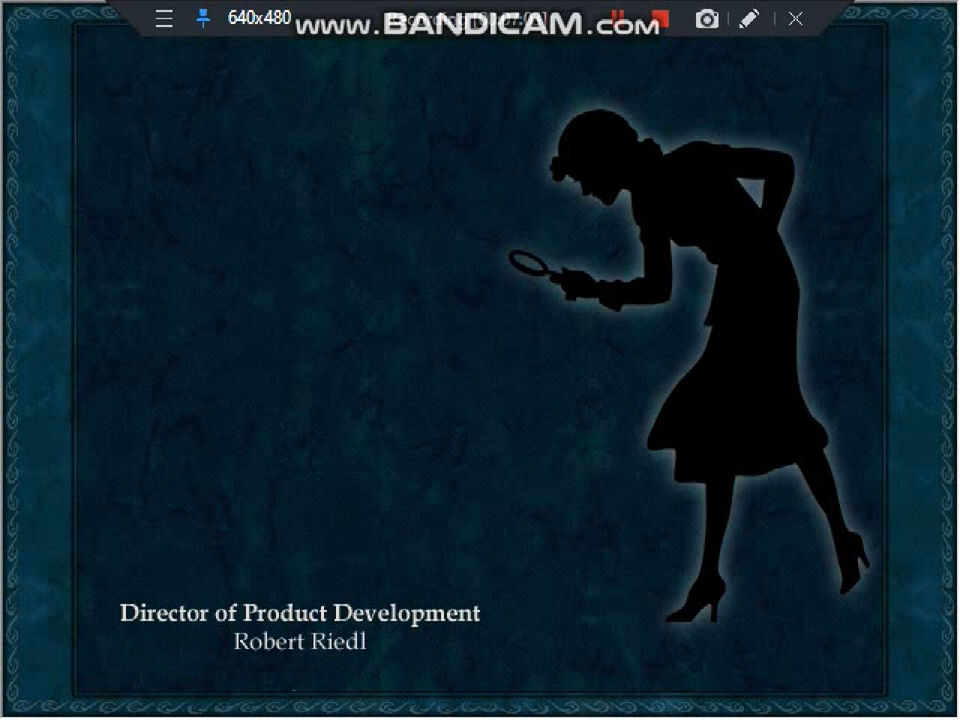 640x480
www.BANDICAM.com
Director of Product Development
Robert Riedl